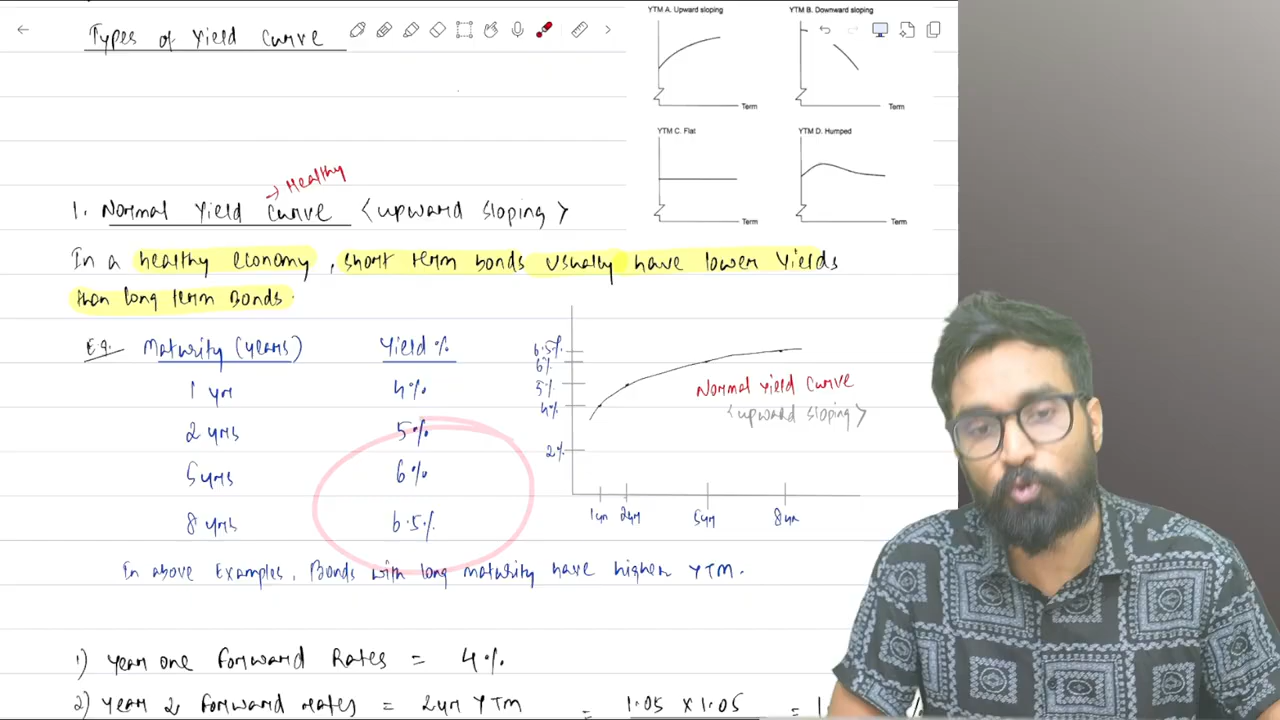 Types of Yield Curve
YTM A. Upward sloping
Term
YTM B. Downward sloping
Term
YTM C. Flat
Term
YTM D. Humped
Term
→ Healthy
1. Normal Yield Curve <upward sloping>
In a healthy economy, short term bonds usually have lower yields
than long term Bonds.
Eg. Maturity (years) Yield %
1 yr 4%
2 yrs 5%
5 yrs 6%
8 yrs 6.5%
6.5%
6%
5%
4%
2%
Normal Yield Curve
<upward sloping>
1yr 2yr 5yr 8yr
In above Examples, Bonds with long maturity have higher YTM.
1) Year one forward Rates = 4%
2) Year 2 forward rates = 2yr YTM = 1.05 × 1.05 =